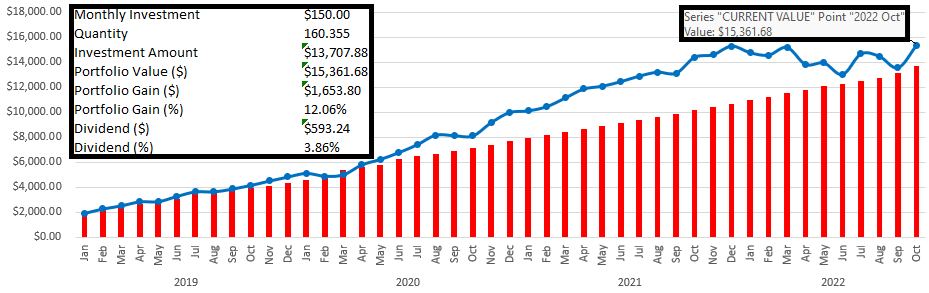 $18,000.00
$16,000.00
$14,000.00
$12,000.00
$10,000.00
$8,000.00
$6,000.00
$4,000.00
$2,000.00
$0.00
Monthly Investment $150.00
Quantity 160.355
Investment Amount $13,707.88
Portfolio Value ($) $15,361.68
Portfolio Gain ($) $1,653.80
Portfolio Gain (%) 12.06%
Dividend ($) $593.24
Dividend (%) 3.86%
Series "CURRENT VALUE" Point "2022 Oct"
Value: $15,361.68
Jan Feb Mar Apr May Jun Jul Aug Sep Oct Nov Dec Jan Feb Mar Apr May Jun Jul Aug Sep Oct Nov Dec Jan Feb Mar Apr May Jun Jul Aug Sep Oct Nov Dec Jan Feb Mar Apr May Jun Jul Aug Sep Oct
2019 2020 2021 2022